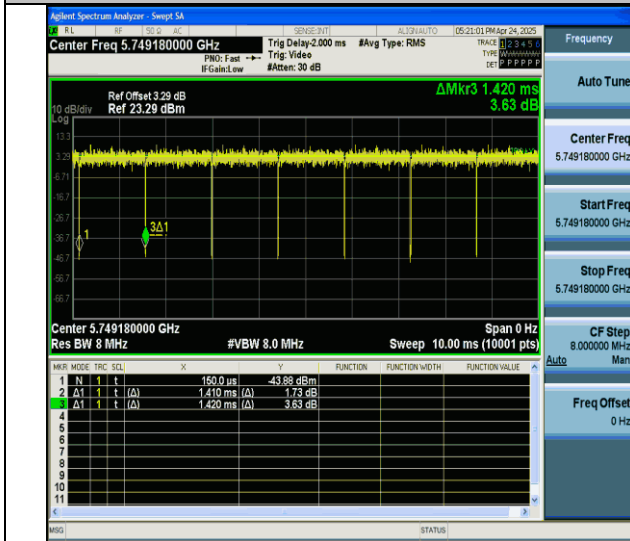 Agilent Spectrum Analyzer - Swept SA
RL RF 50 Ω AC SENSE:INT ALIGNAUTO 05:21:01 PM Apr 24, 2025
Center Freq 5.749180000 GHz
PNO: Fast
IFGain:Low
Trig Delay-2.000 ms
Trig: Video
#Atten: 30 dB
#Avg Type: RMS
TRACE 1 2 3 4 5 6
TYPE
DET P P P P P P
Frequency
Auto Tune
Center Freq
5.749180000 GHz
Start Freq
5.749180000 GHz
Stop Freq
5.749180000 GHz
CF Step
8.000000 MHz
Auto Man
Freq Offset
0 Hz
ΔMkr3 1.420 ms
3.63 dB
Ref Offset 3.29 dB
10 dB/div Ref 23.29 dBm
Log
13.3
3.29
-6.71
-16.7
-26.7
-36.7
-46.7
-56.7
-66.7
1
3Δ1
Center 5.749180000 GHz Span 0 Hz
Res BW 8 MHz #VBW 8.0 MHz Sweep 10.00 ms (10001 pts)
MKR MODE TRC SCL X Y FUNCTION FUNCTION WIDTH FUNCTION VALUE
1 N 1 t 150.0 µs -43.88 dBm
2 Δ1 1 t (Δ) 1.410 ms (Δ) 1.73 dB
3 Δ1 1 t (Δ) 1.420 ms (Δ) 3.63 dB
4
5
6
7
8
9
10
11
MSG STATUS